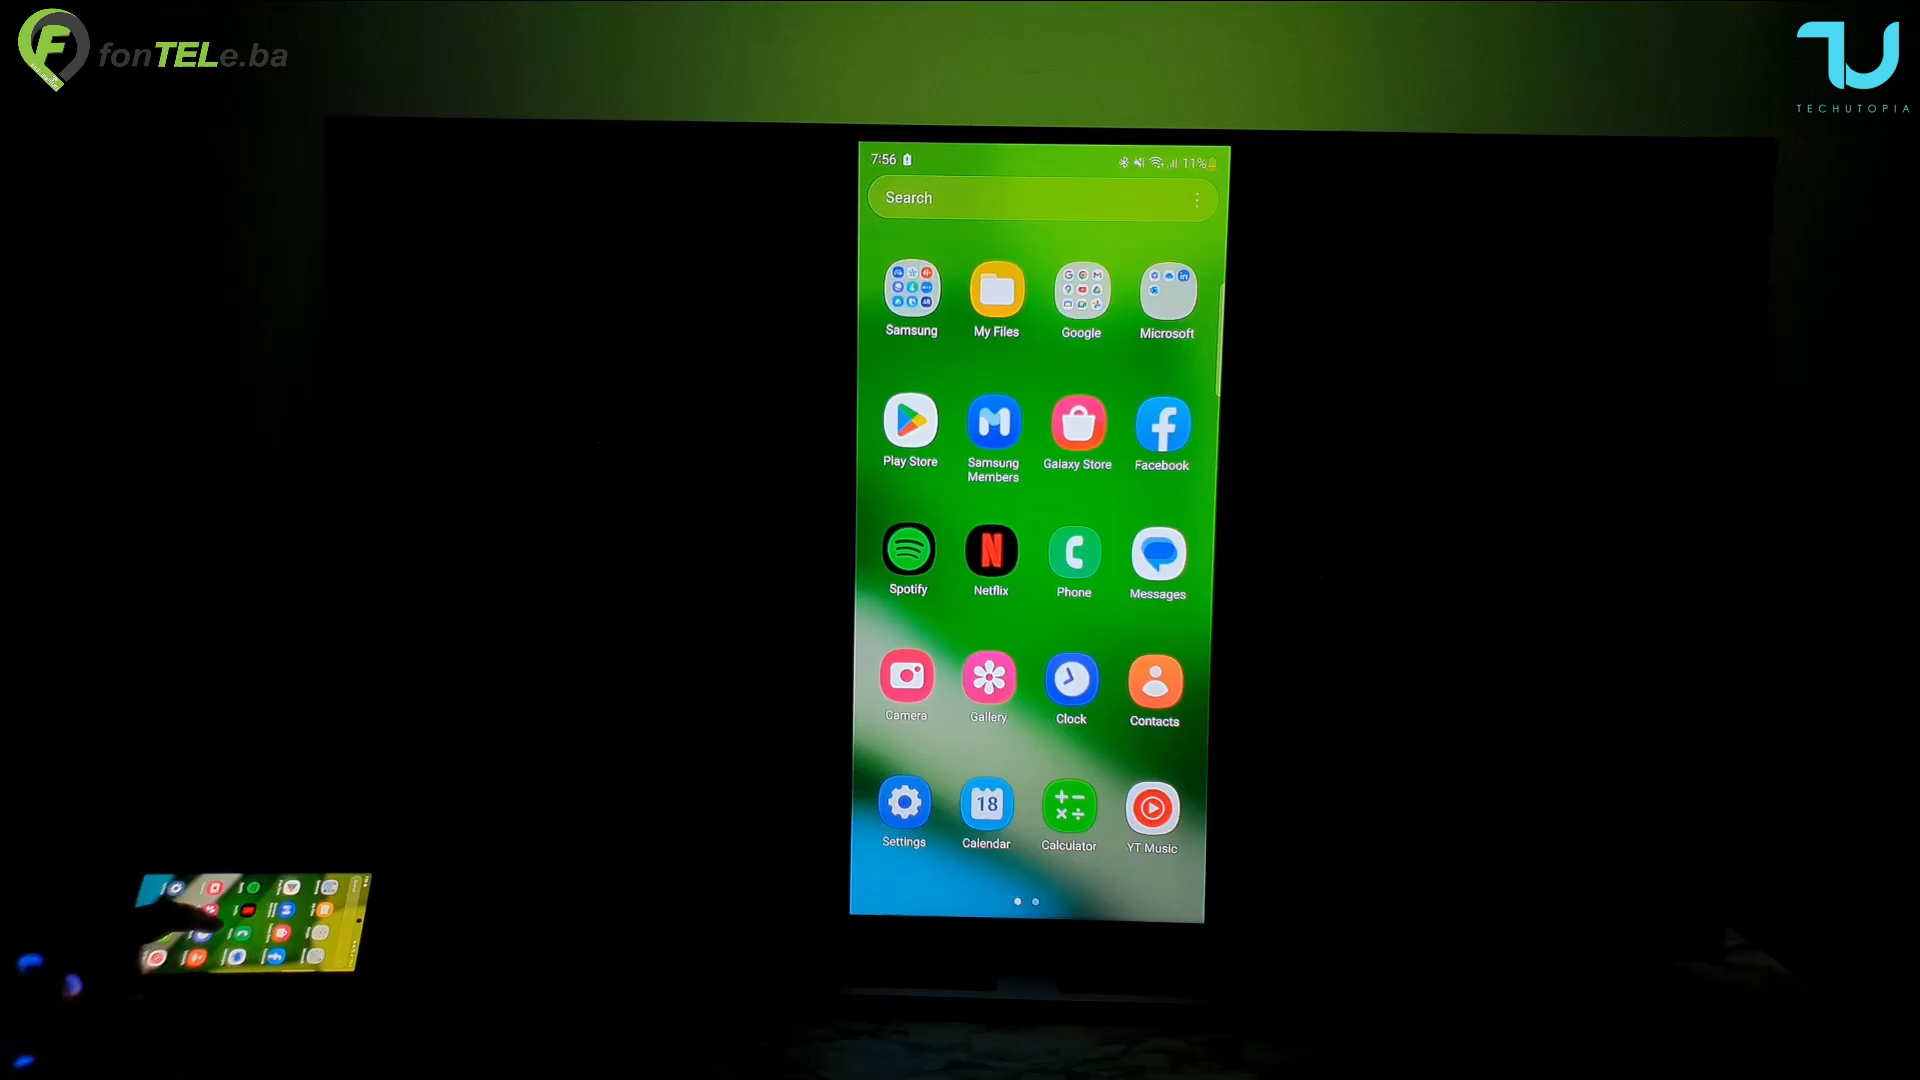 fonTELe.ba
TECHUTOPIA
7:56
11%
Search
Samsung
My Files
Google
Microsoft
Play Store
Samsung
Members
Galaxy Store
Facebook
Spotify
Netflix
Phone
Messages
Camera
Gallery
Clock
Contacts
18
Settings
Calendar
Calculator
YT Music